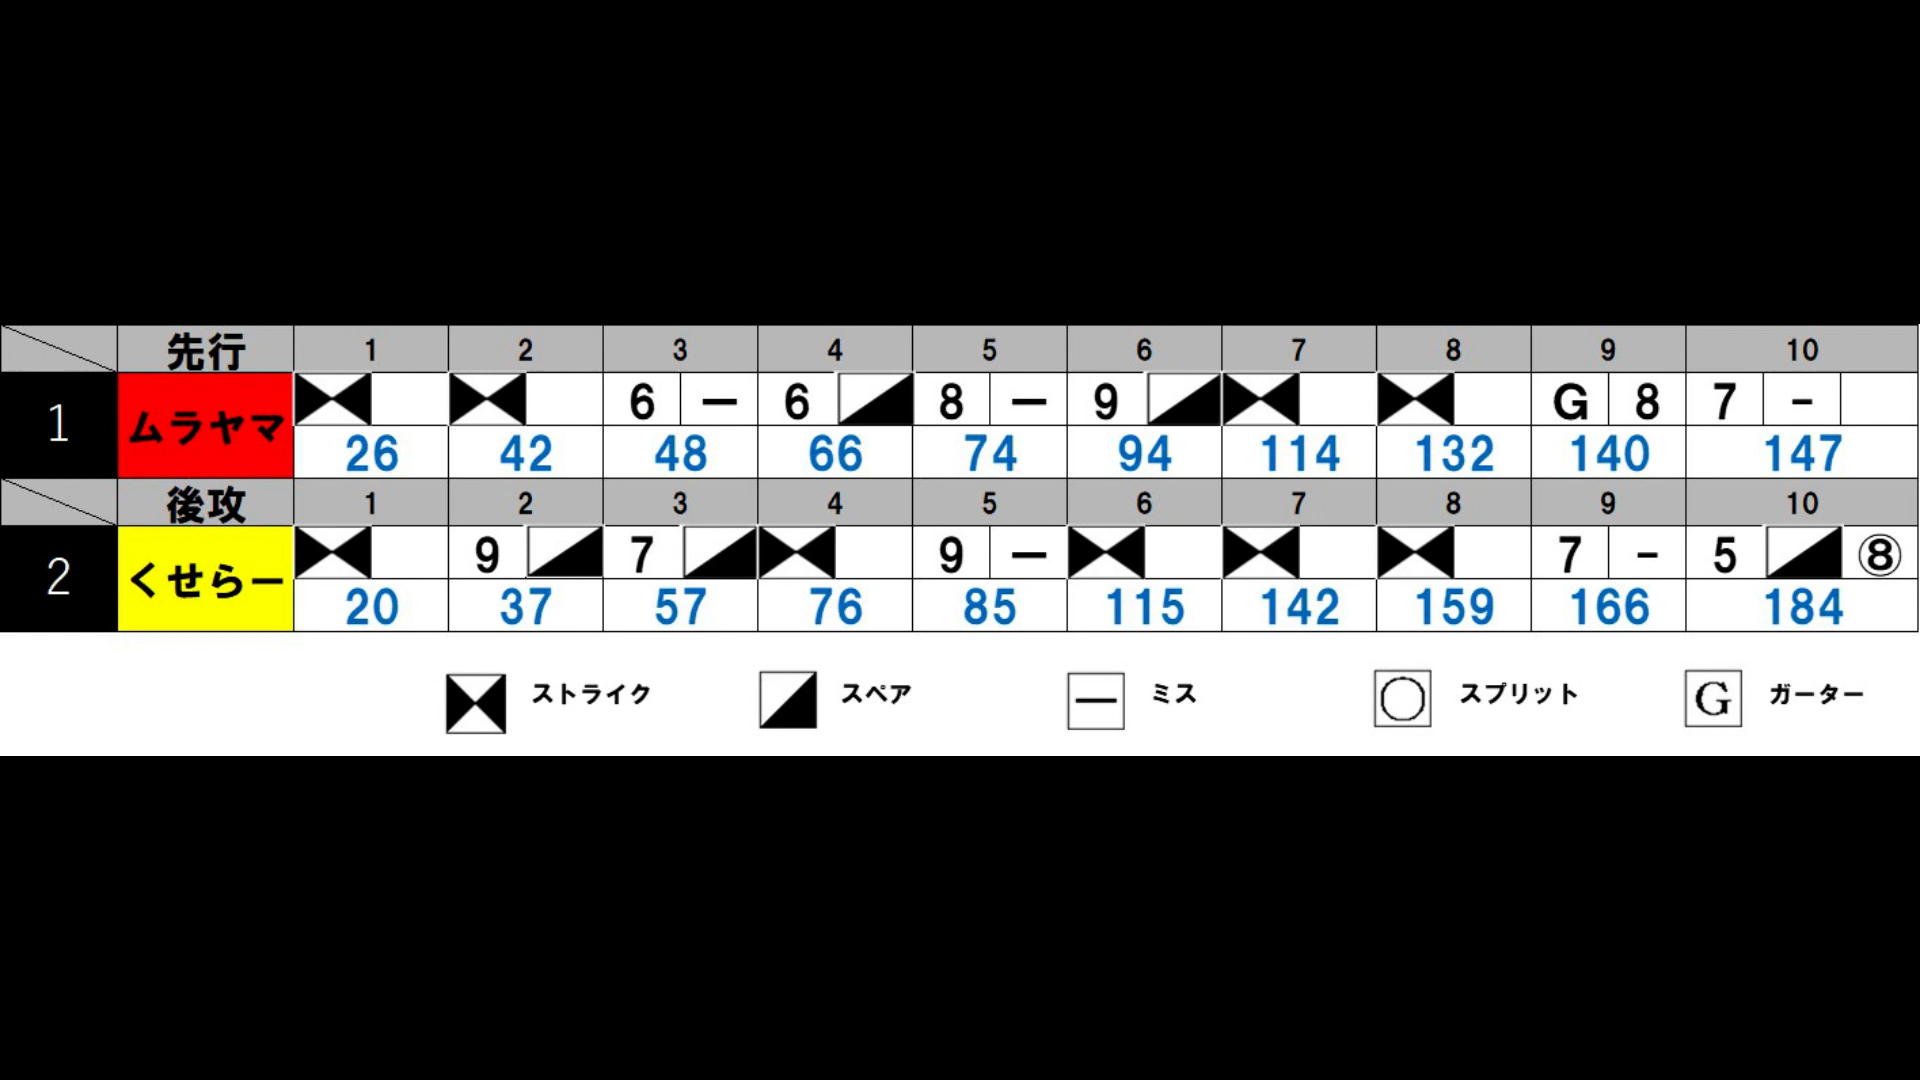 先行 1 2 3 4 5 6 7 8 9 10
1 ムラヤマ 6 － 6 8 － 9 G 8 7 -
26 42 48 66 74 94 114 132 140 147
後攻 1 2 3 4 5 6 7 8 9 10
2 くせらー 9 7 9 － 7 - 5 ⑧
20 37 57 76 85 115 142 159 166 184
ストライク スペア － ミス スプリット G ガーター